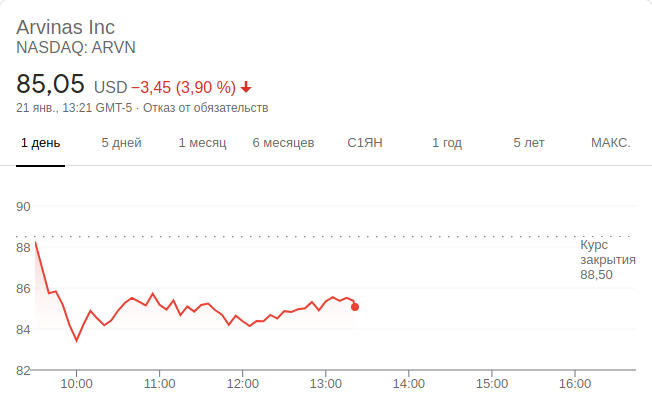 Arvinas Inc
NASDAQ: ARVN
85,05 USD −3,45 (3,90 %)
21 янв., 13:21 GMT-5 · Отказ от обязательств
1 день 5 дней 1 месяц 6 месяцев С1ЯН 1 год 5 лет МАКС.
90
88
86
84
82
Курс
закрытия
88,50
10:00 11:00 12:00 13:00 14:00 15:00 16:00